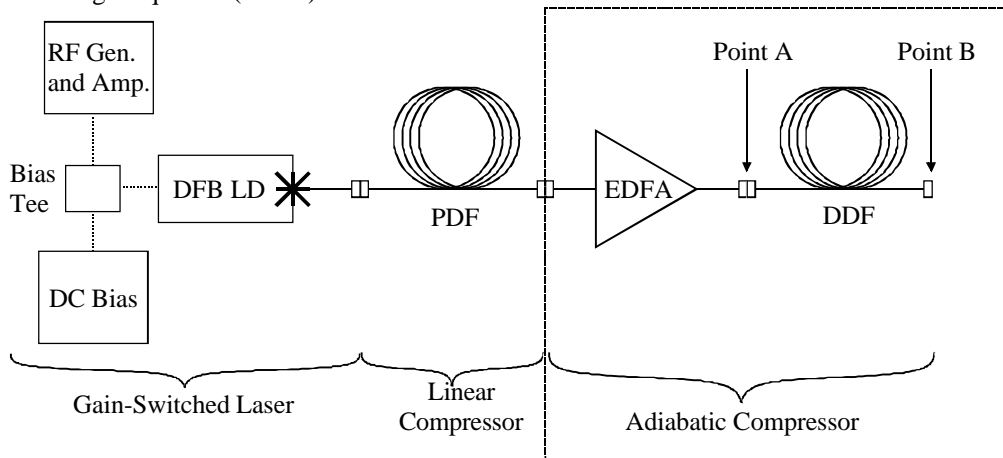 RF Gen.
and Amp.
Point A
Point B
Bias
Tee
DFB LD
EDFA
PDF
DDF
DC Bias
Gain-Switched Laser
Linear
Compressor
Adiabatic Compressor